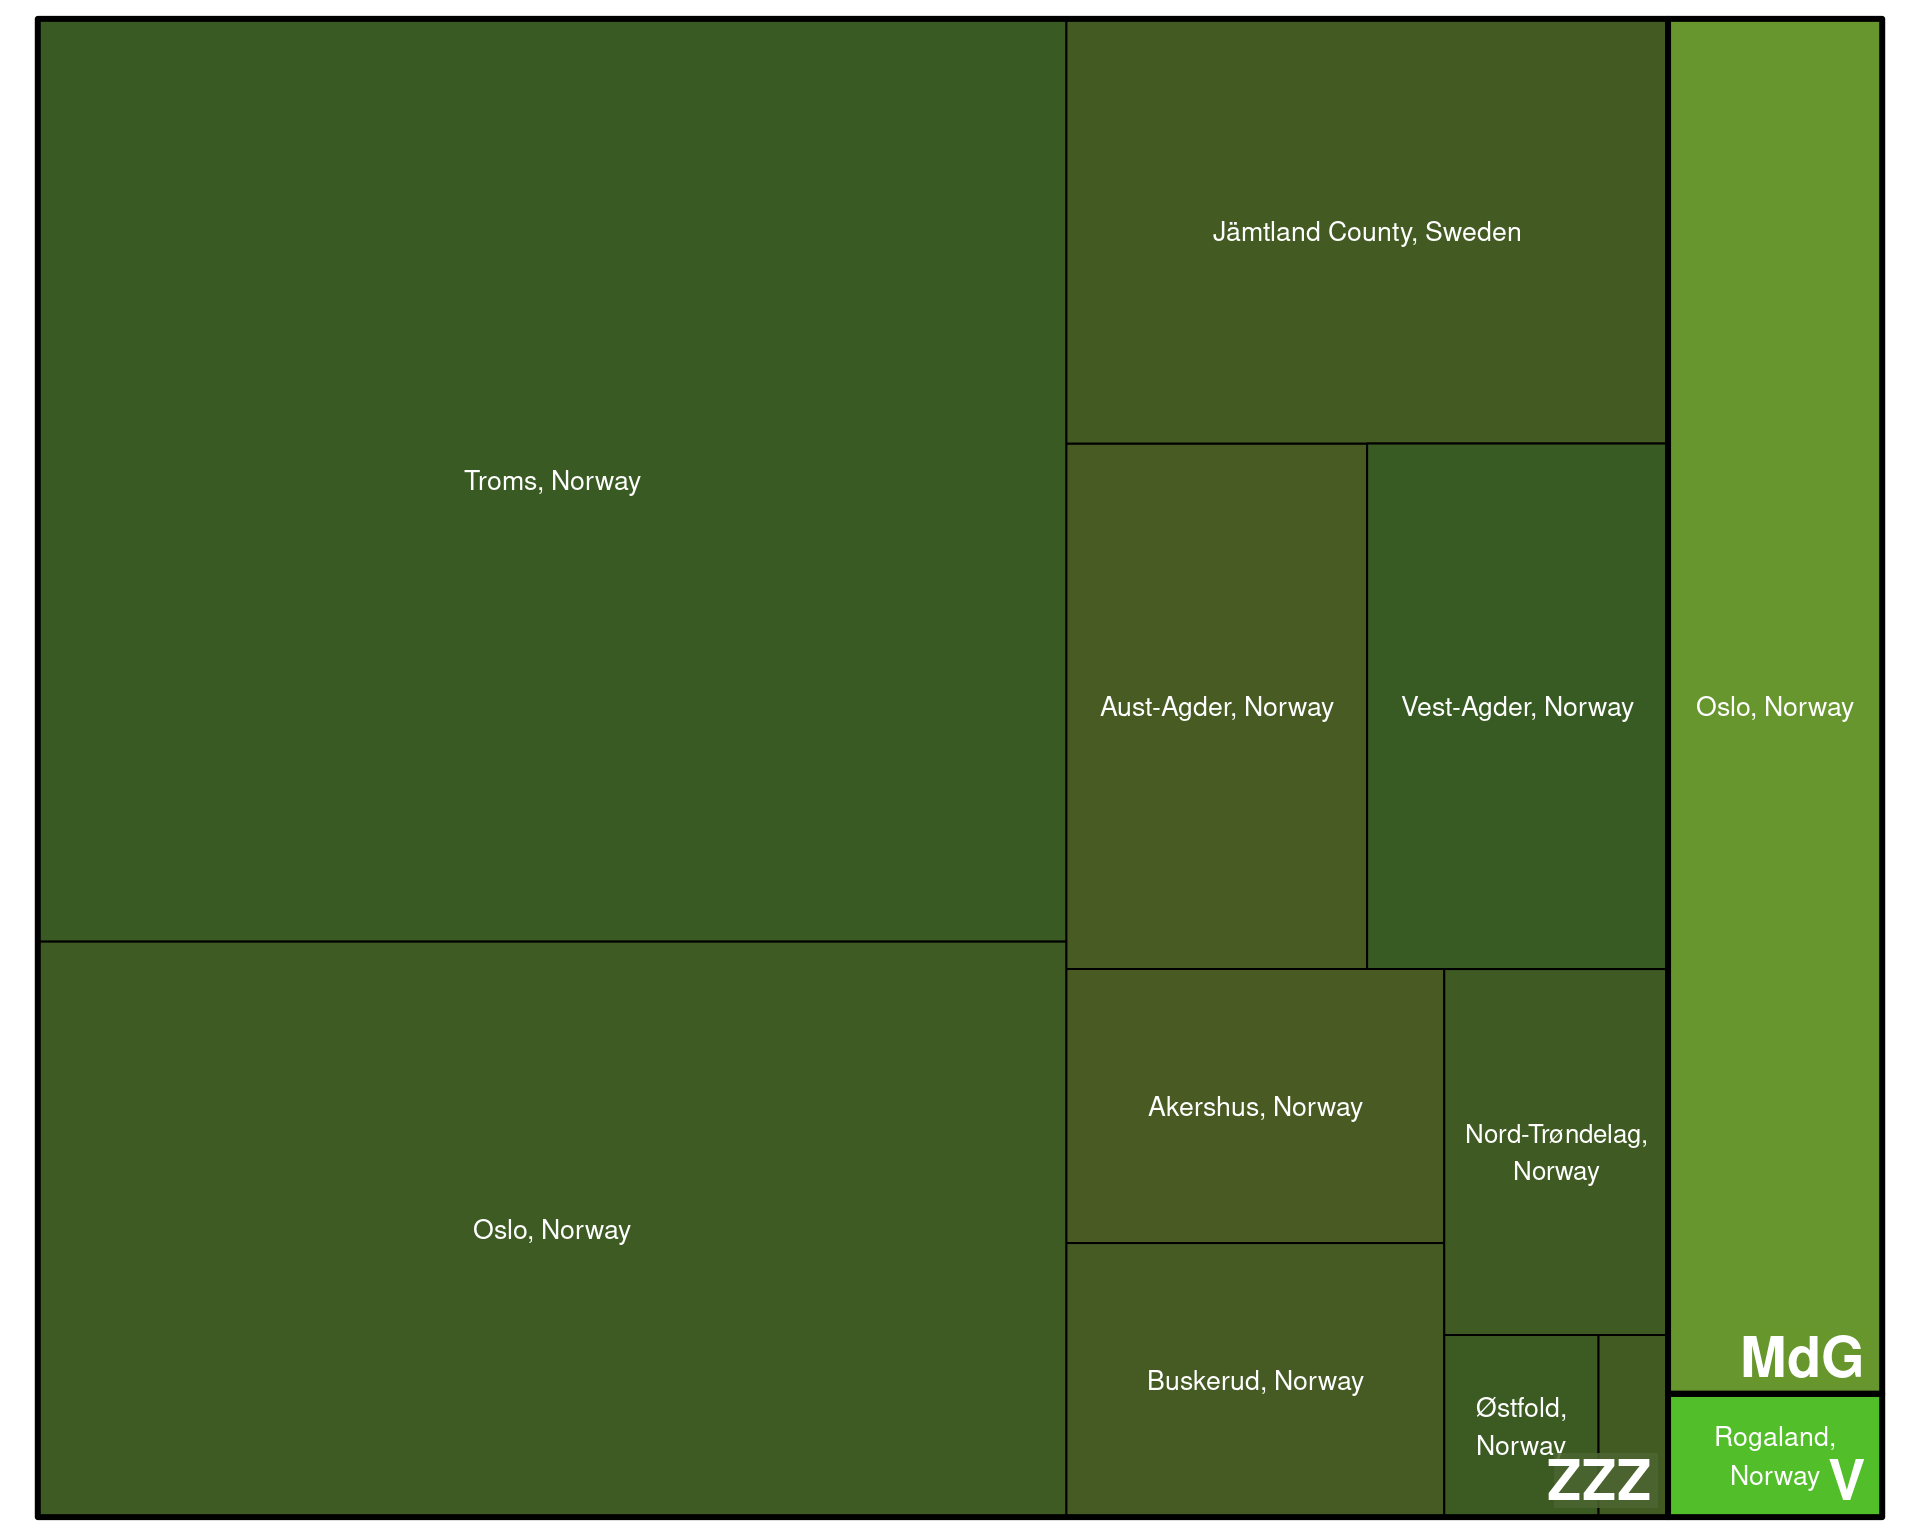 Troms, Norway
Oslo, Norway
Jämtland County, Sweden
Aust-Agder, Norway
Vest-Agder, Norway
Akershus, Norway
Buskerud, Norway
Nord-Trøndelag,
Norway
Østfold,
Norway
ZZZ
Oslo, Norway
MdG
Rogaland,
Norway
V